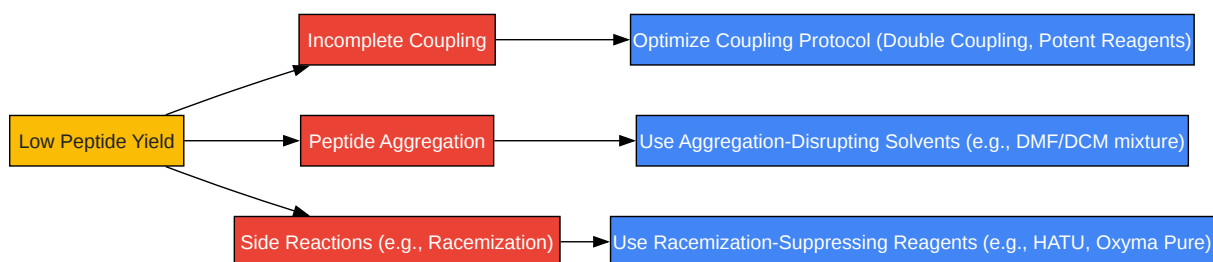 Incomplete Coupling
Optimize Coupling Protocol (Double Coupling, Potent Reagents)
Low Peptide Yield
Peptide Aggregation
Use Aggregation-Disrupting Solvents (e.g., DMF/DCM mixture)
Side Reactions (e.g., Racemization)
Use Racemization-Suppressing Reagents (e.g., HATU, Oxyma Pure)